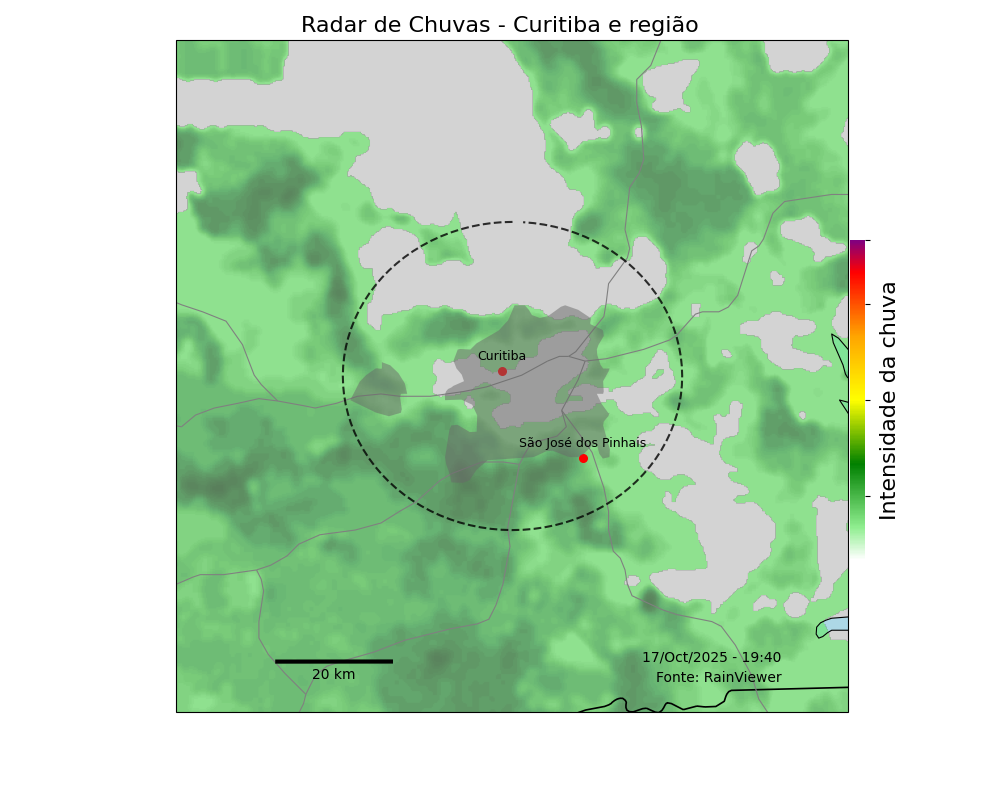 Radar de Chuvas - Curitiba e região
Curitiba
São José dos Pinhais
Intensidade da chuva
17/Oct/2025 - 19:40
Fonte: RainViewer
20 km